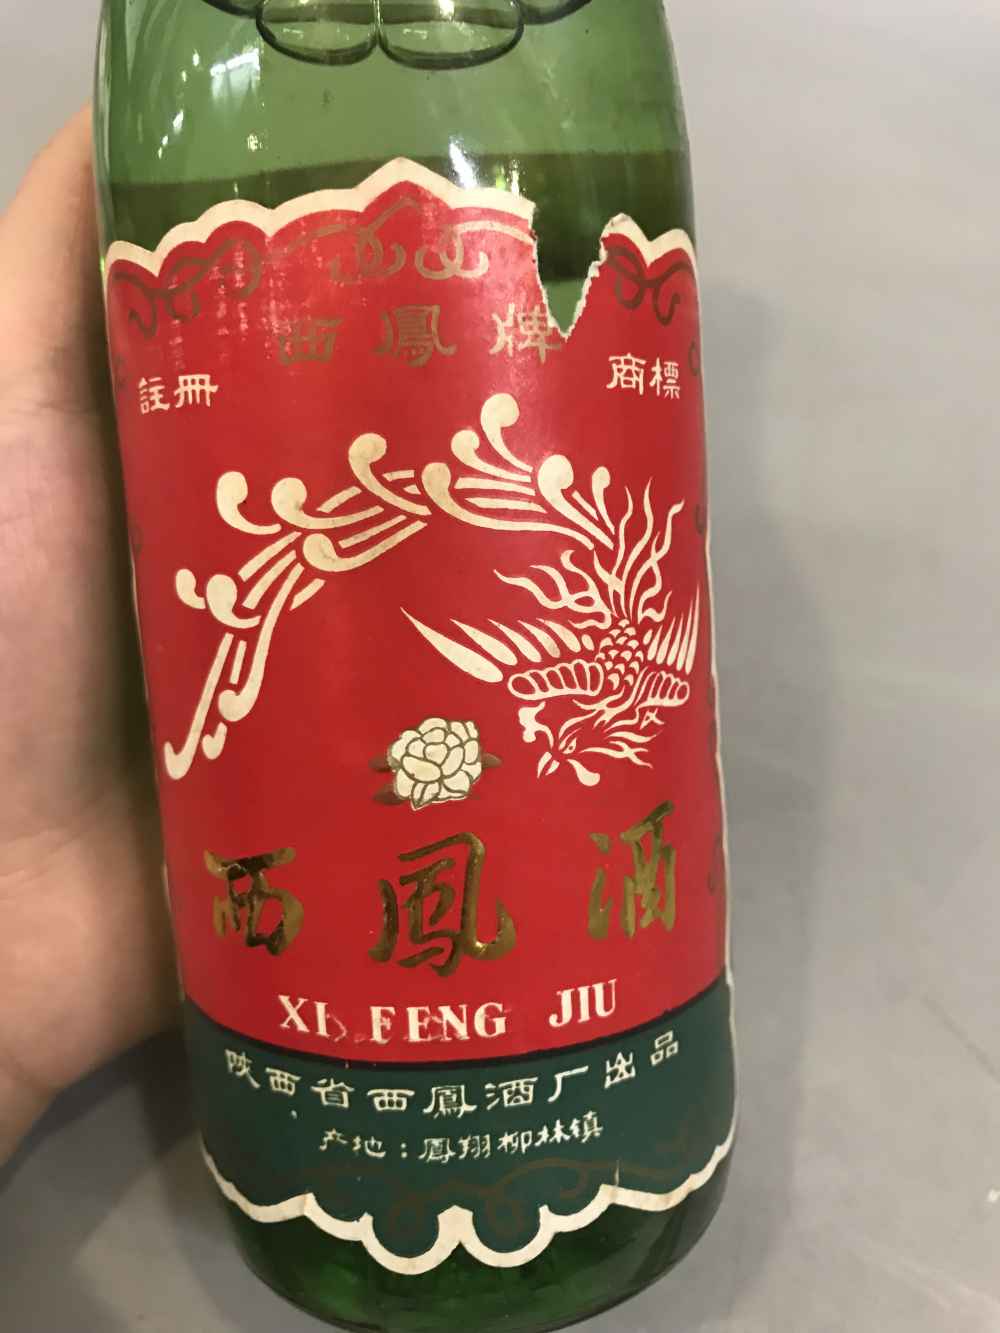 西鳳牌
註冊 商標
西鳳酒
XI FENG JIU
陕西省西鳳酒厂出品
产地：鳳翔柳林镇